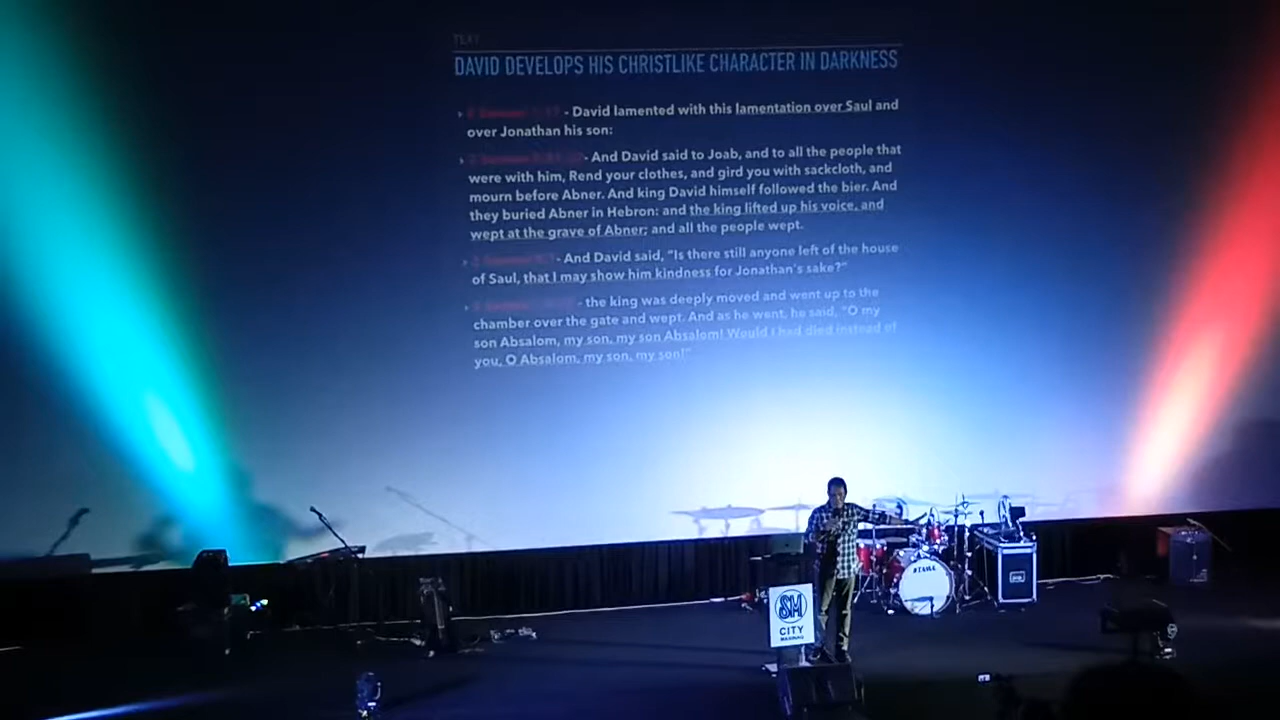 TEXT
DAVID DEVELOPS HIS CHRISTLIKE CHARACTER IN DARKNESS
- David lamented with this lamentation over Saul and
over Jonathan his son:
- And David said to Joab, and to all the people that
were with him, Rend your clothes, and gird you with sackcloth, and
mourn before Abner. And king David himself followed the bier. And
they buried Abner in Hebron: and the king lifted up his voice, and
wept at the grave of Abner; and all the people wept.
- And David said, “Is there still anyone left of the house
of Saul, that I may show him kindness for Jonathan's sake?”
- the king was deeply moved and went up to the
chamber over the gate and wept. And as he went, he said, “O my
son Absalom, my son, my son Absalom! Would I had died instead of
you, O Absalom, my son, my son!”
TAMA
SM
CITY